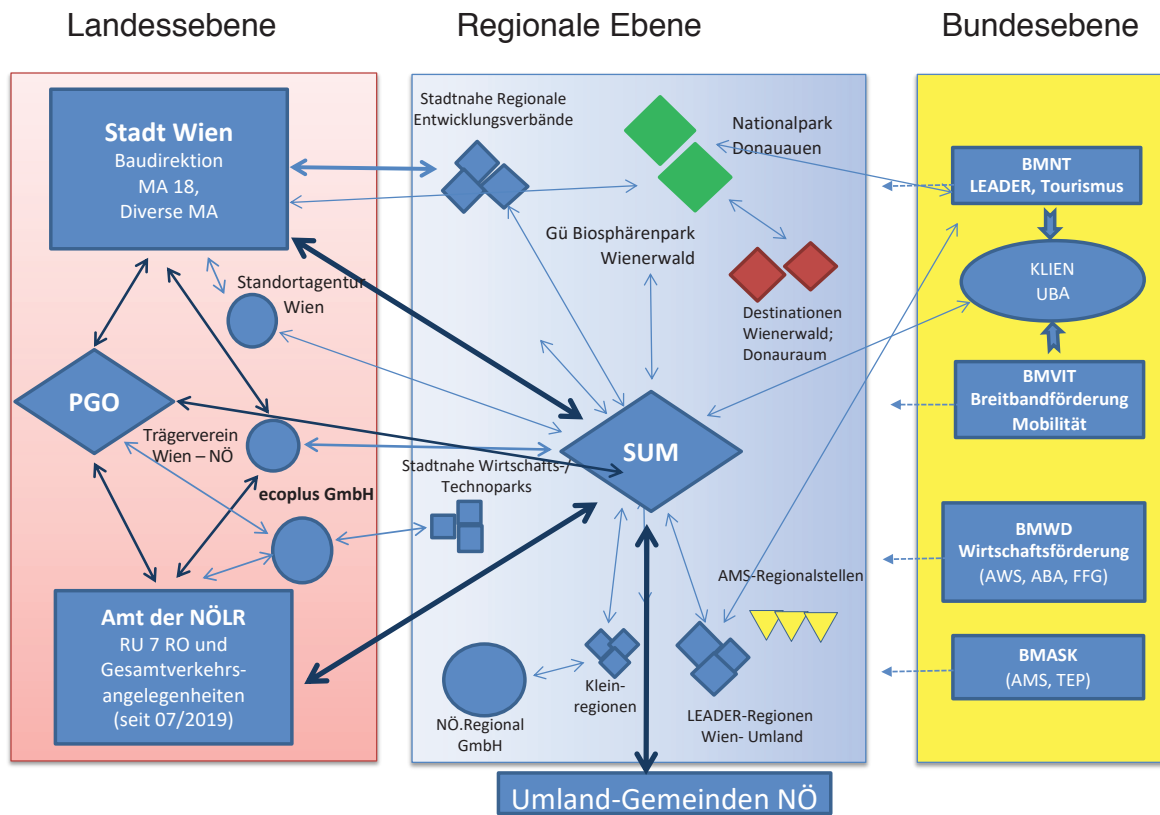 Landessebene
Regionale Ebene
Bundesebene
Stadt Wien
Baudirektion
MA 18,
Diverse MA
Standortagentur
Wien
PGO
Trägerverein
Wien – NÖ
ecoplus GmbH
Amt der NÖLR
RU 7 RO und
Gesamtverkehrs-
angelegenheiten
(seit 07/2019)
Stadtnahe Regionale
Entwicklungsverbände
Nationalpark
Donauauen
Gü Biosphärenpark
Wienerwald
Destinationen
Wienerwald;
Donauraum
SUM
Stadtnahe Wirtschafts-/
Technoparks
AMS-Regionalstellen
NÖ.Regional
GmbH
Klein-
regionen
LEADER-Regionen
Wien- Umland
Umland-Gemeinden NÖ
BMNT
LEADER, Tourismus
KLIEN
UBA
BMVIT
Breitbandförderung
Mobilität
BMWD
Wirtschaftsförderung
(AWS, ABA, FFG)
BMASK
(AMS, TEP)